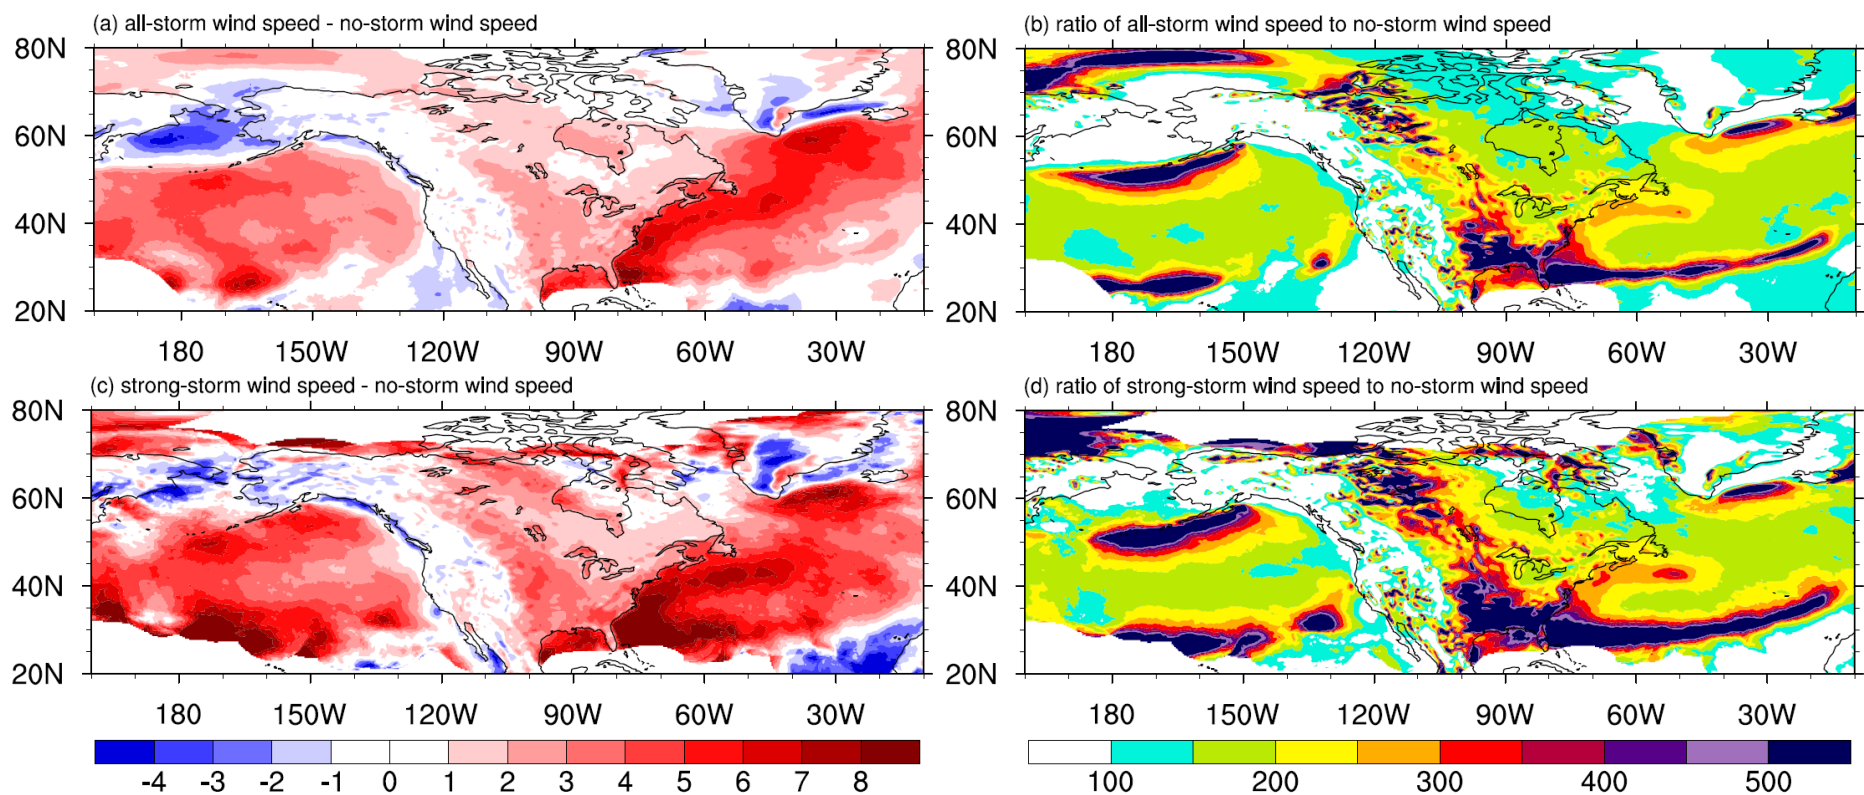 (a) all-storm wind speed - no-storm wind speed
(b) ratio of all-storm wind speed to no-storm wind speed
80N
60N
40N
20N
80N
60N
40N
20N
180 150W 120W 90W 60W 30W
180 150W 120W 90W 60W 30W
(c) strong-storm wind speed - no-storm wind speed
(d) ratio of strong-storm wind speed to no-storm wind speed
80N
60N
40N
20N
80N
60N
40N
20N
180 150W 120W 90W 60W 30W
180 150W 120W 90W 60W 30W
-4 -3 -2 -1 0 1 2 3 4 5 6 7 8
100 200 300 400 500